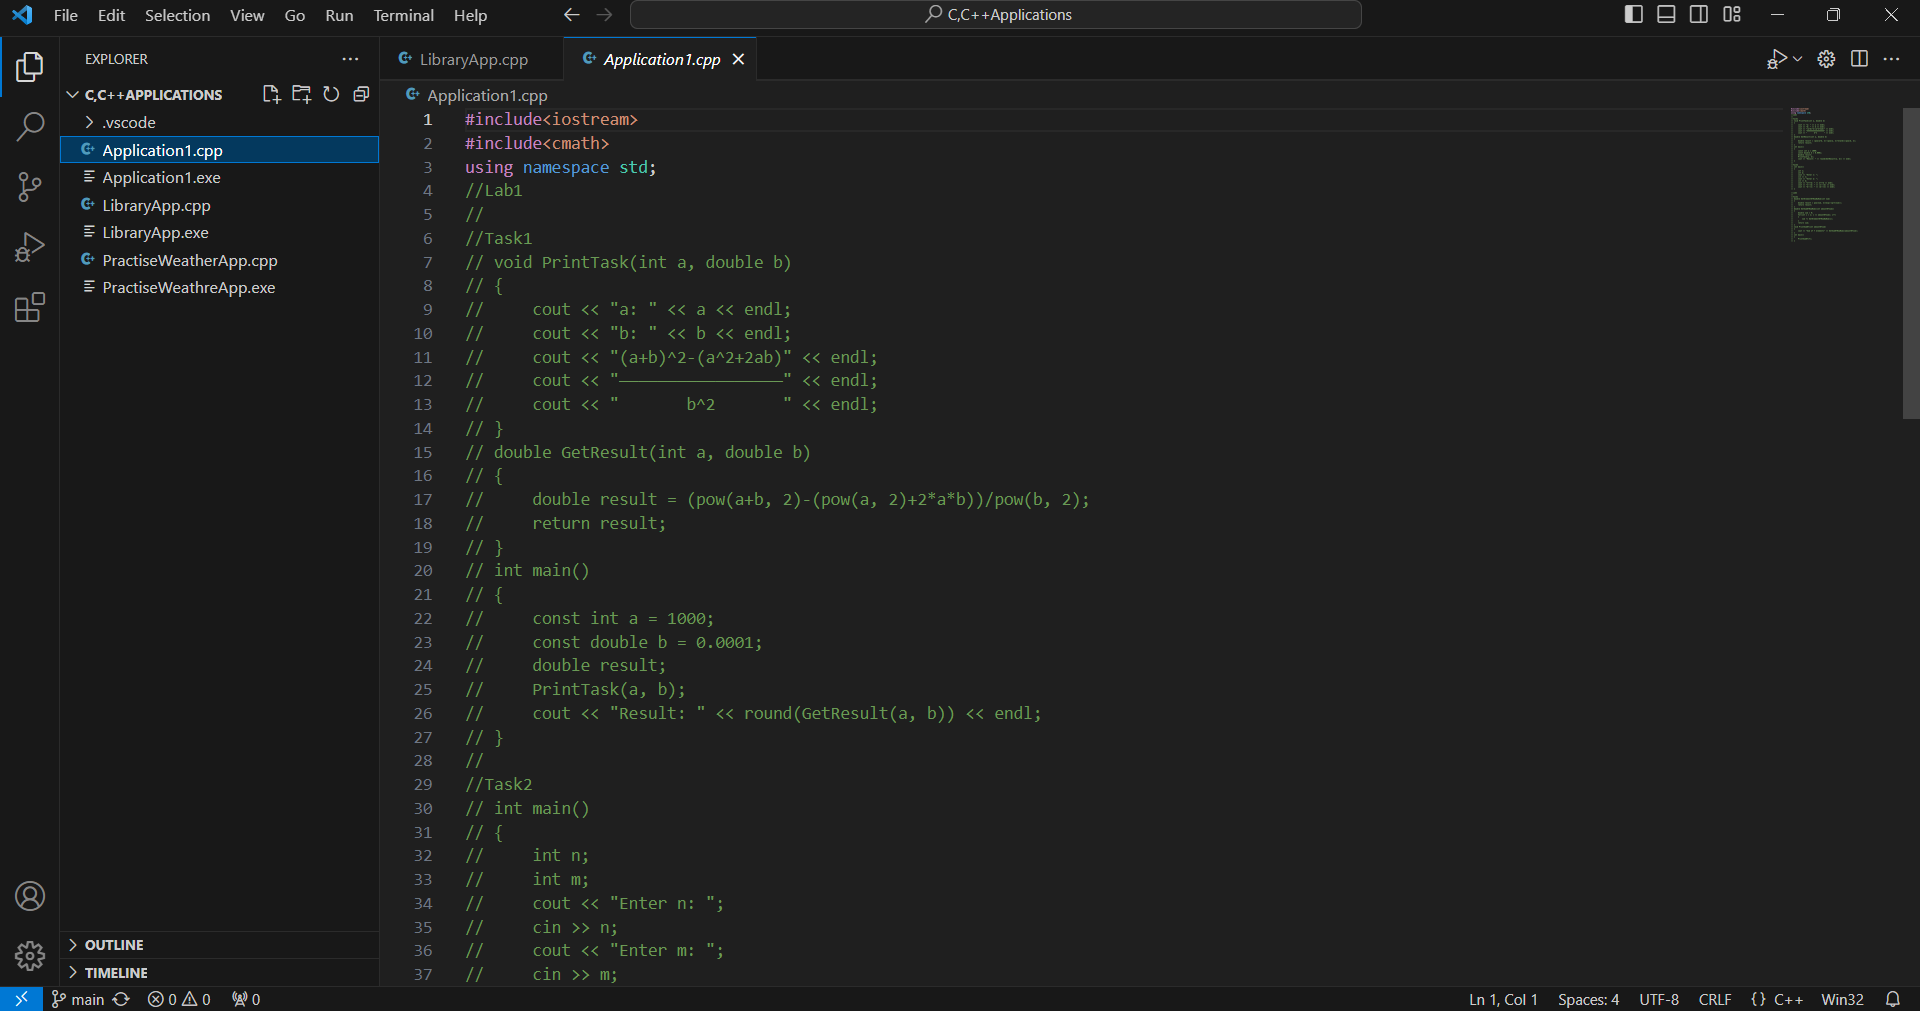 File Edit Selection View Go Run Terminal Help
C,C++Applications
EXPLORER
C,C++APPLICATIONS
.vscode
Application1.cpp
Application1.exe
LibraryApp.cpp
LibraryApp.exe
PractiseWeatherApp.cpp
PractiseWeathreApp.exe
OUTLINE
TIMELINE
LibraryApp.cpp Application1.cpp
Application1.cpp
1 #include<iostream>
2 #include<cmath>
3 using namespace std;
4 //Lab1
5 //
6 //Task1
7 // void PrintTask(int a, double b)
8 // {
9 //     cout << "a: " << a << endl;
10 //     cout << "b: " << b << endl;
11 //     cout << "(a+b)^2-(a^2+2ab)" << endl;
12 //     cout << "—————————————————" << endl;
13 //     cout << "       b^2       " << endl;
14 // }
15 // double GetResult(int a, double b)
16 // {
17 //     double result = (pow(a+b, 2)-(pow(a, 2)+2*a*b))/pow(b, 2);
18 //     return result;
19 // }
20 // int main()
21 // {
22 //     const int a = 1000;
23 //     const double b = 0.0001;
24 //     double result;
25 //     PrintTask(a, b);
26 //     cout << "Result: " << round(GetResult(a, b)) << endl;
27 // }
28 //
29 //Task2
30 // int main()
31 // {
32 //     int n;
33 //     int m;
34 //     cout << "Enter n: ";
35 //     cin >> n;
36 //     cout << "Enter m: ";
37 //     cin >> m;
main 0 0 0 Ln 1, Col 1 Spaces: 4 UTF-8 CRLF {} C++ Win32